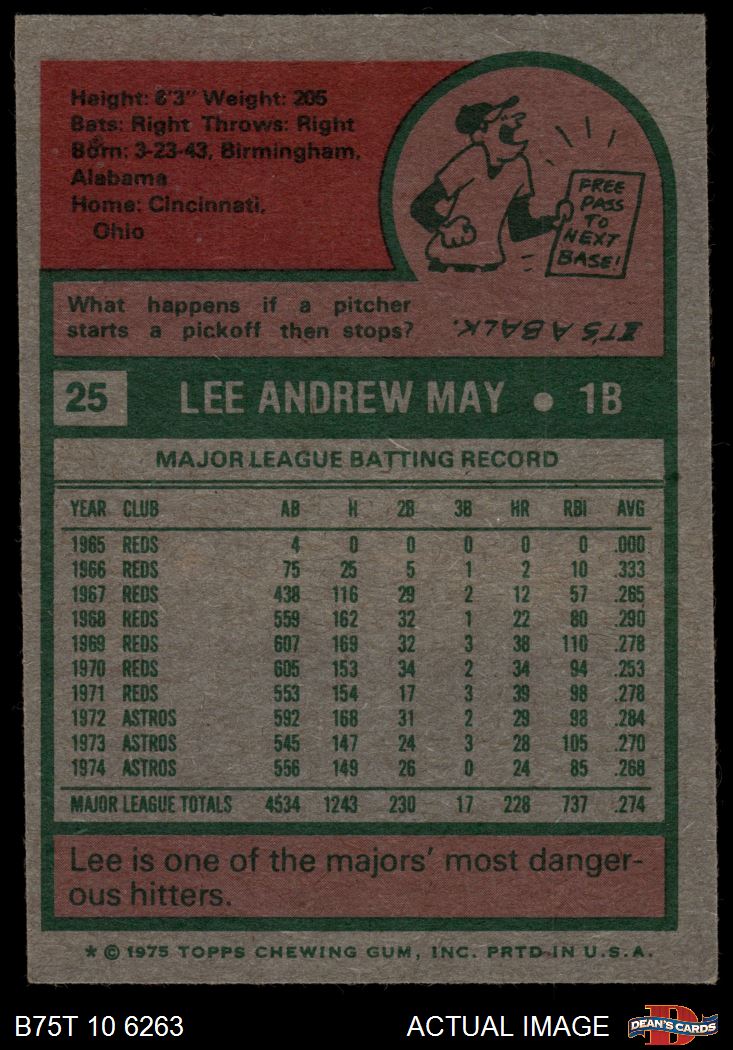 Height: 6'3" Weight: 205
Bats: Right Throws: Right
Born: 3-23-43, Birmingham,
Alabama
Home: Cincinnati,
Ohio
FREE
PASS
TO
NEXT
BASE!
What happens if a pitcher
starts a pickoff then stops?
IT'S A BALK.
25 LEE ANDREW MAY • 1B
MAJOR LEAGUE BATTING RECORD
YEAR CLUB AB H 2B 3B HR RBI AVG
1965 REDS 4 0 0 0 0 0 .000
1966 REDS 75 25 5 1 2 10 .333
1967 REDS 438 116 29 2 12 57 .265
1968 REDS 559 162 32 1 22 80 .290
1969 REDS 607 169 32 3 38 110 .278
1970 REDS 605 153 34 2 34 94 .253
1971 REDS 553 154 17 3 39 98 .278
1972 ASTROS 592 168 31 2 29 98 .284
1973 ASTROS 545 147 24 3 28 105 .270
1974 ASTROS 556 149 26 0 24 85 .268
MAJOR LEAGUE TOTALS 4534 1243 230 17 228 737 .274
Lee is one of the majors' most danger-
ous hitters.
* © 1975 TOPPS CHEWING GUM, INC. PRTD. IN U.S.A.
B75T 10 6263 ACTUAL IMAGE DEAN'S CARDS